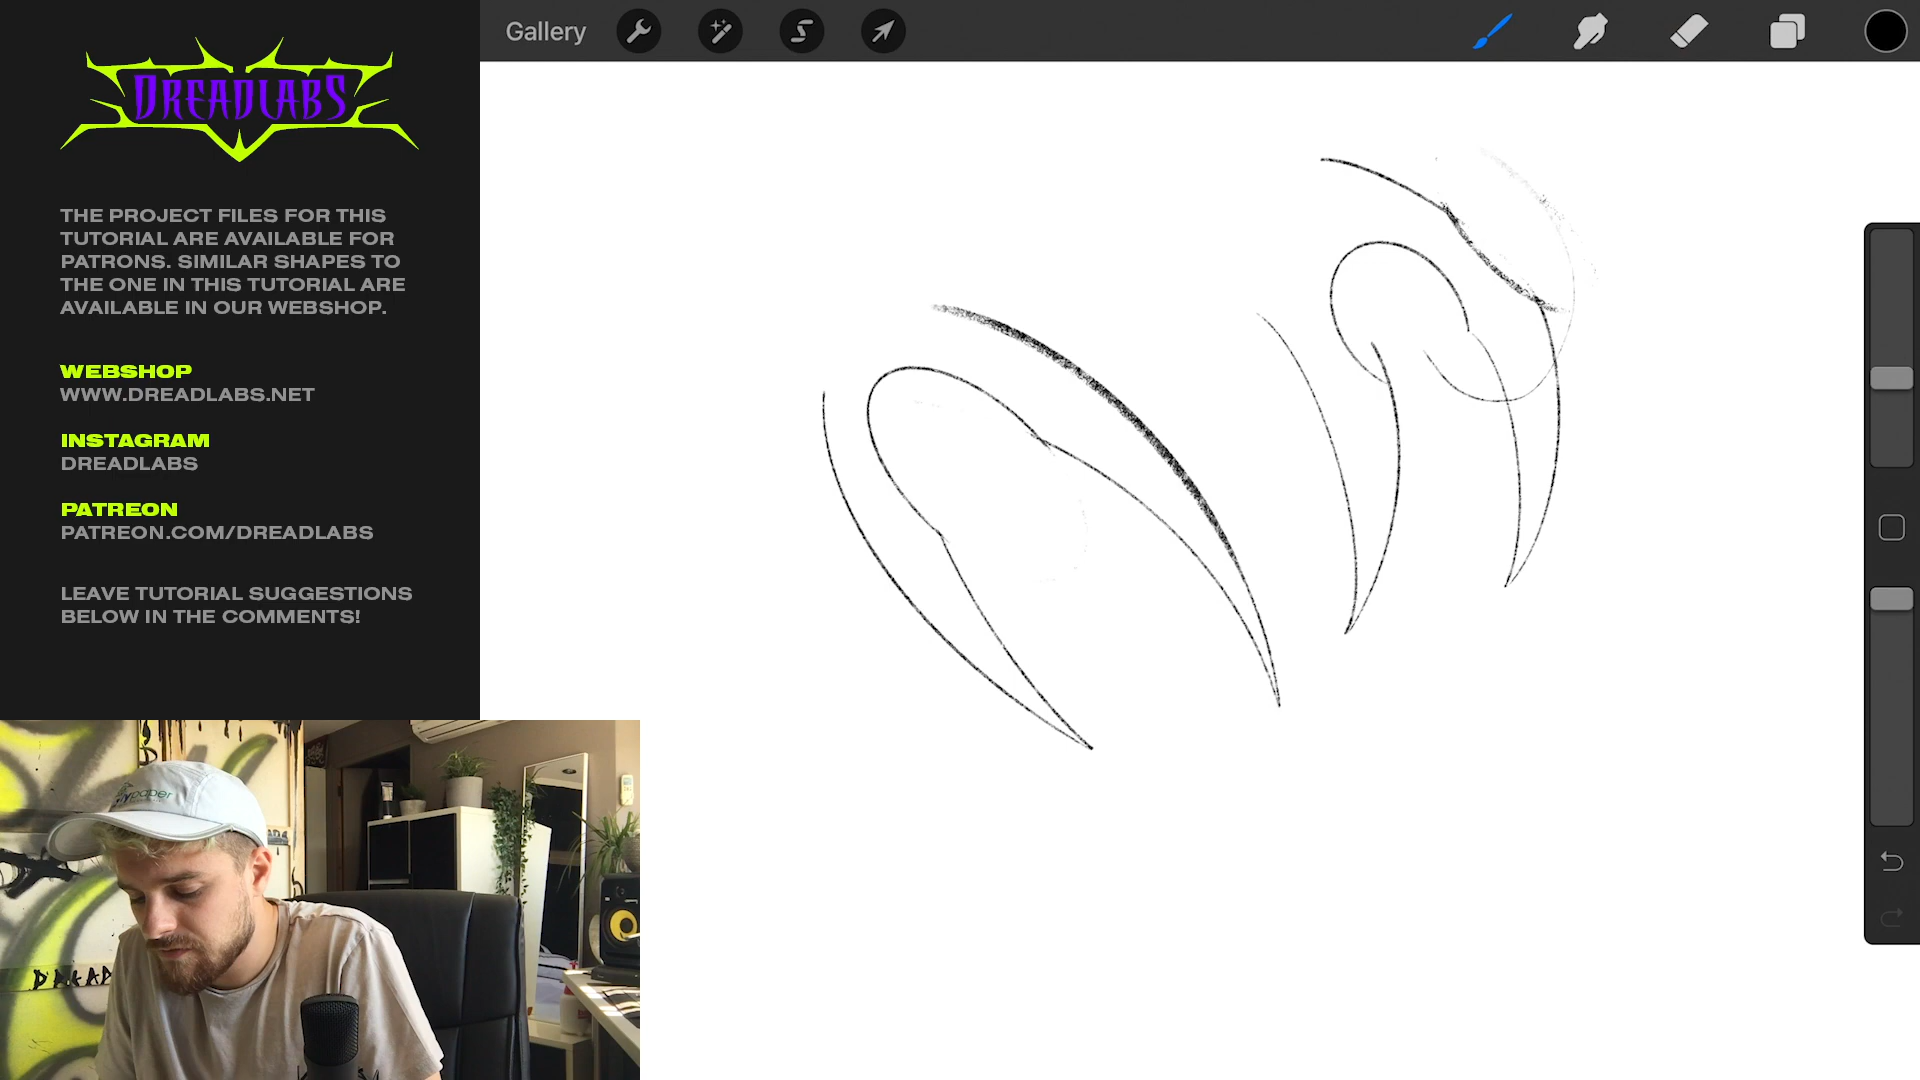 DREADLABS
Gallery
THE PROJECT FILES FOR THIS
TUTORIAL ARE AVAILABLE FOR
PATRONS. SIMILAR SHAPES TO
THE ONE IN THIS TUTORIAL ARE
AVAILABLE IN OUR WEBSHOP.
WEBSHOP
WWW.DREADLABS.NET
INSTAGRAM
DREADLABS
PATREON
PATREON.COM/DREADLABS
LEAVE TUTORIAL SUGGESTIONS
BELOW IN THE COMMENTS!
DREAD